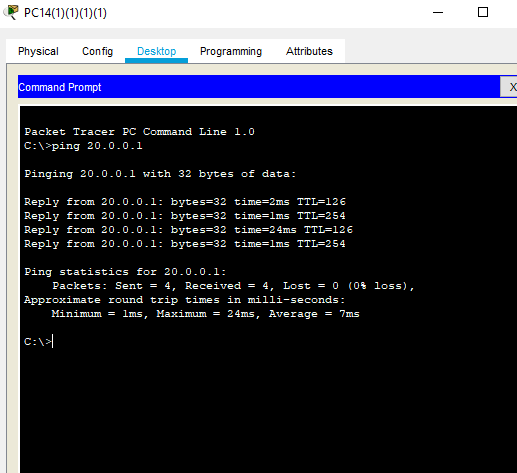 PC14(1)(1)(1)(1)
Physical Config Desktop Programming Attributes
Command Prompt X
Packet Tracer PC Command Line 1.0
C:\>ping 20.0.0.1
Pinging 20.0.0.1 with 32 bytes of data:
Reply from 20.0.0.1: bytes=32 time=2ms TTL=126
Reply from 20.0.0.1: bytes=32 time=1ms TTL=254
Reply from 20.0.0.1: bytes=32 time=24ms TTL=126
Reply from 20.0.0.1: bytes=32 time=1ms TTL=254
Ping statistics for 20.0.0.1:
Packets: Sent = 4, Received = 4, Lost = 0 (0% loss),
Approximate round trip times in milli-seconds:
Minimum = 1ms, Maximum = 24ms, Average = 7ms
C:\>